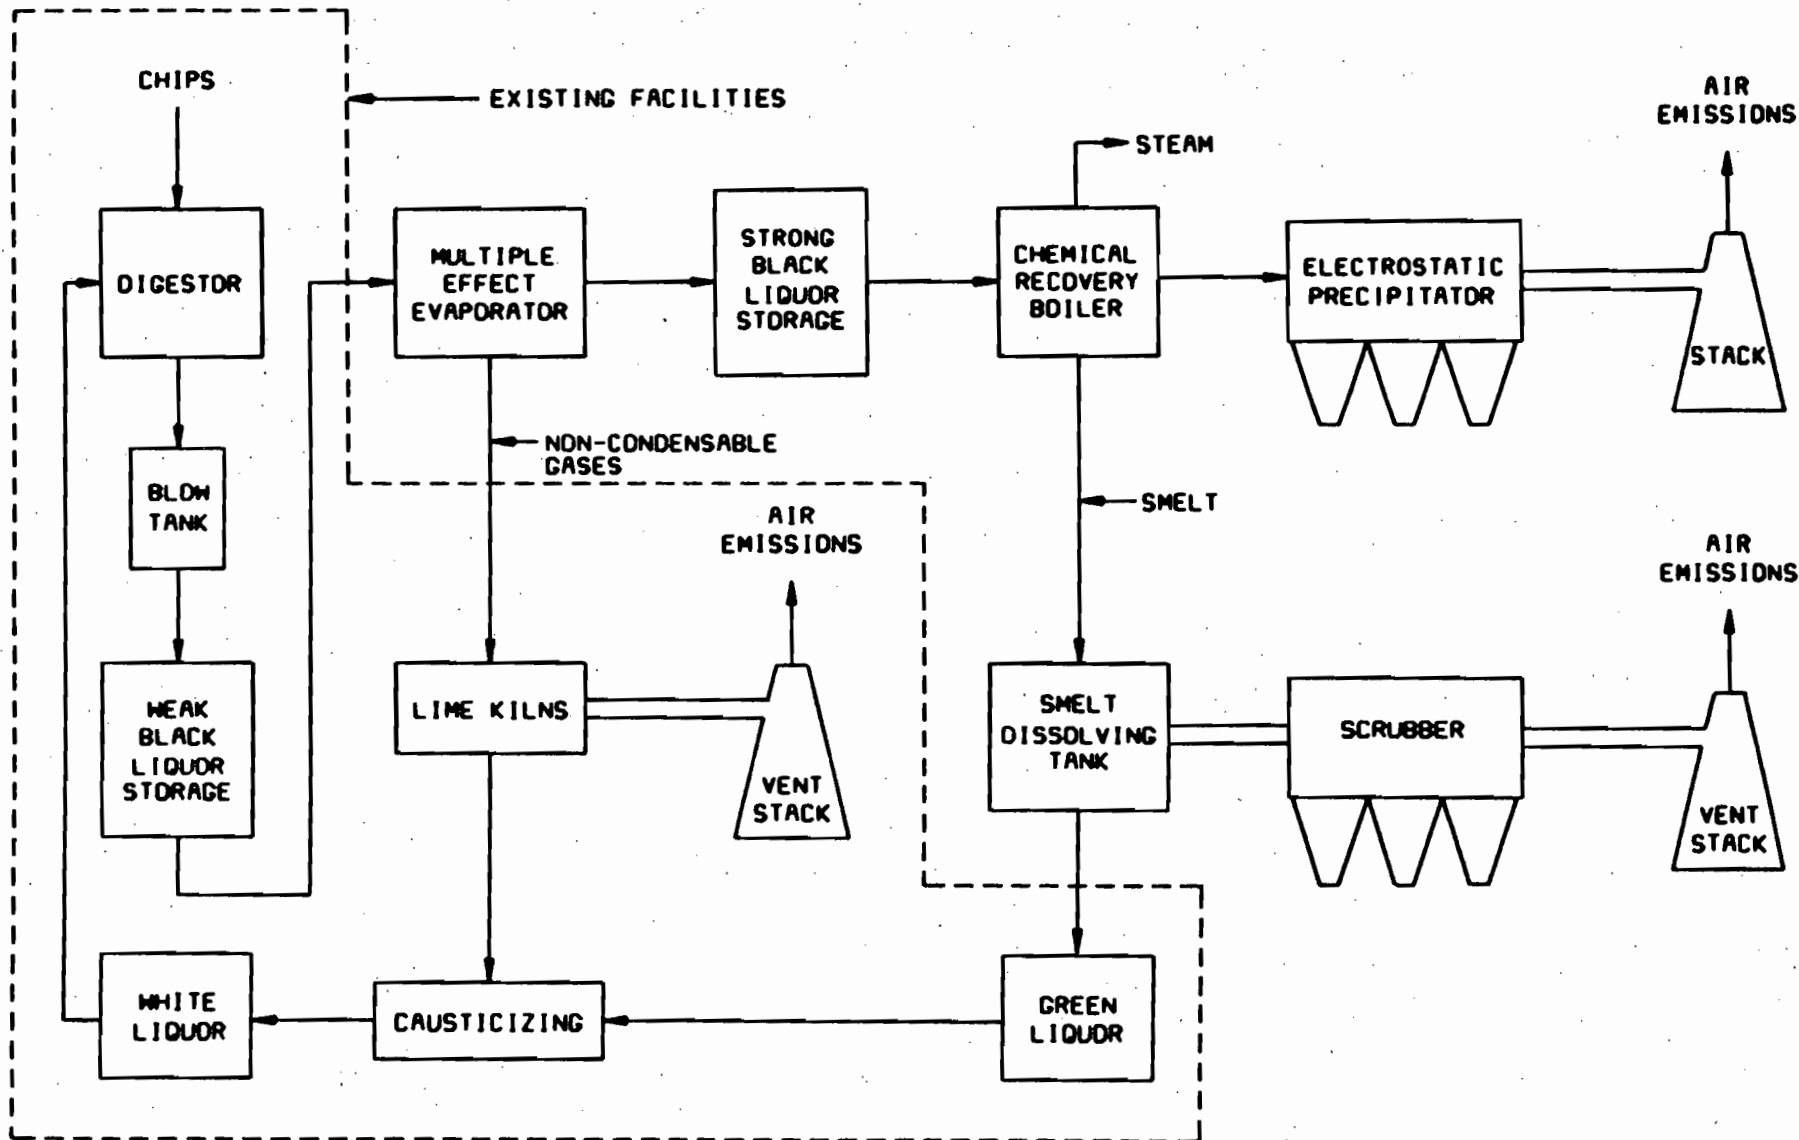 CHIPS
EXISTING FACILITIES
AIR
EMISSIONS
STEAM
DIGESTOR
MULTIPLE
EFFECT
EVAPORATOR
STRONG
BLACK
LIQUOR
STORAGE
CHEMICAL
RECOVERY
BOILER
ELECTROSTATIC
PRECIPITATOR
STACK
NON-CONDENSABLE
GASES
BLOW
TANK
SMELT
AIR
EMISSIONS
AIR
EMISSIONS
WEAK
BLACK
LIQUOR
STORAGE
LIME KILNS
VENT
STACK
SMELT
DISSOLVING
TANK
SCRUBBER
VENT
STACK
WHITE
LIQUOR
CAUSTICIZING
GREEN
LIQUOR